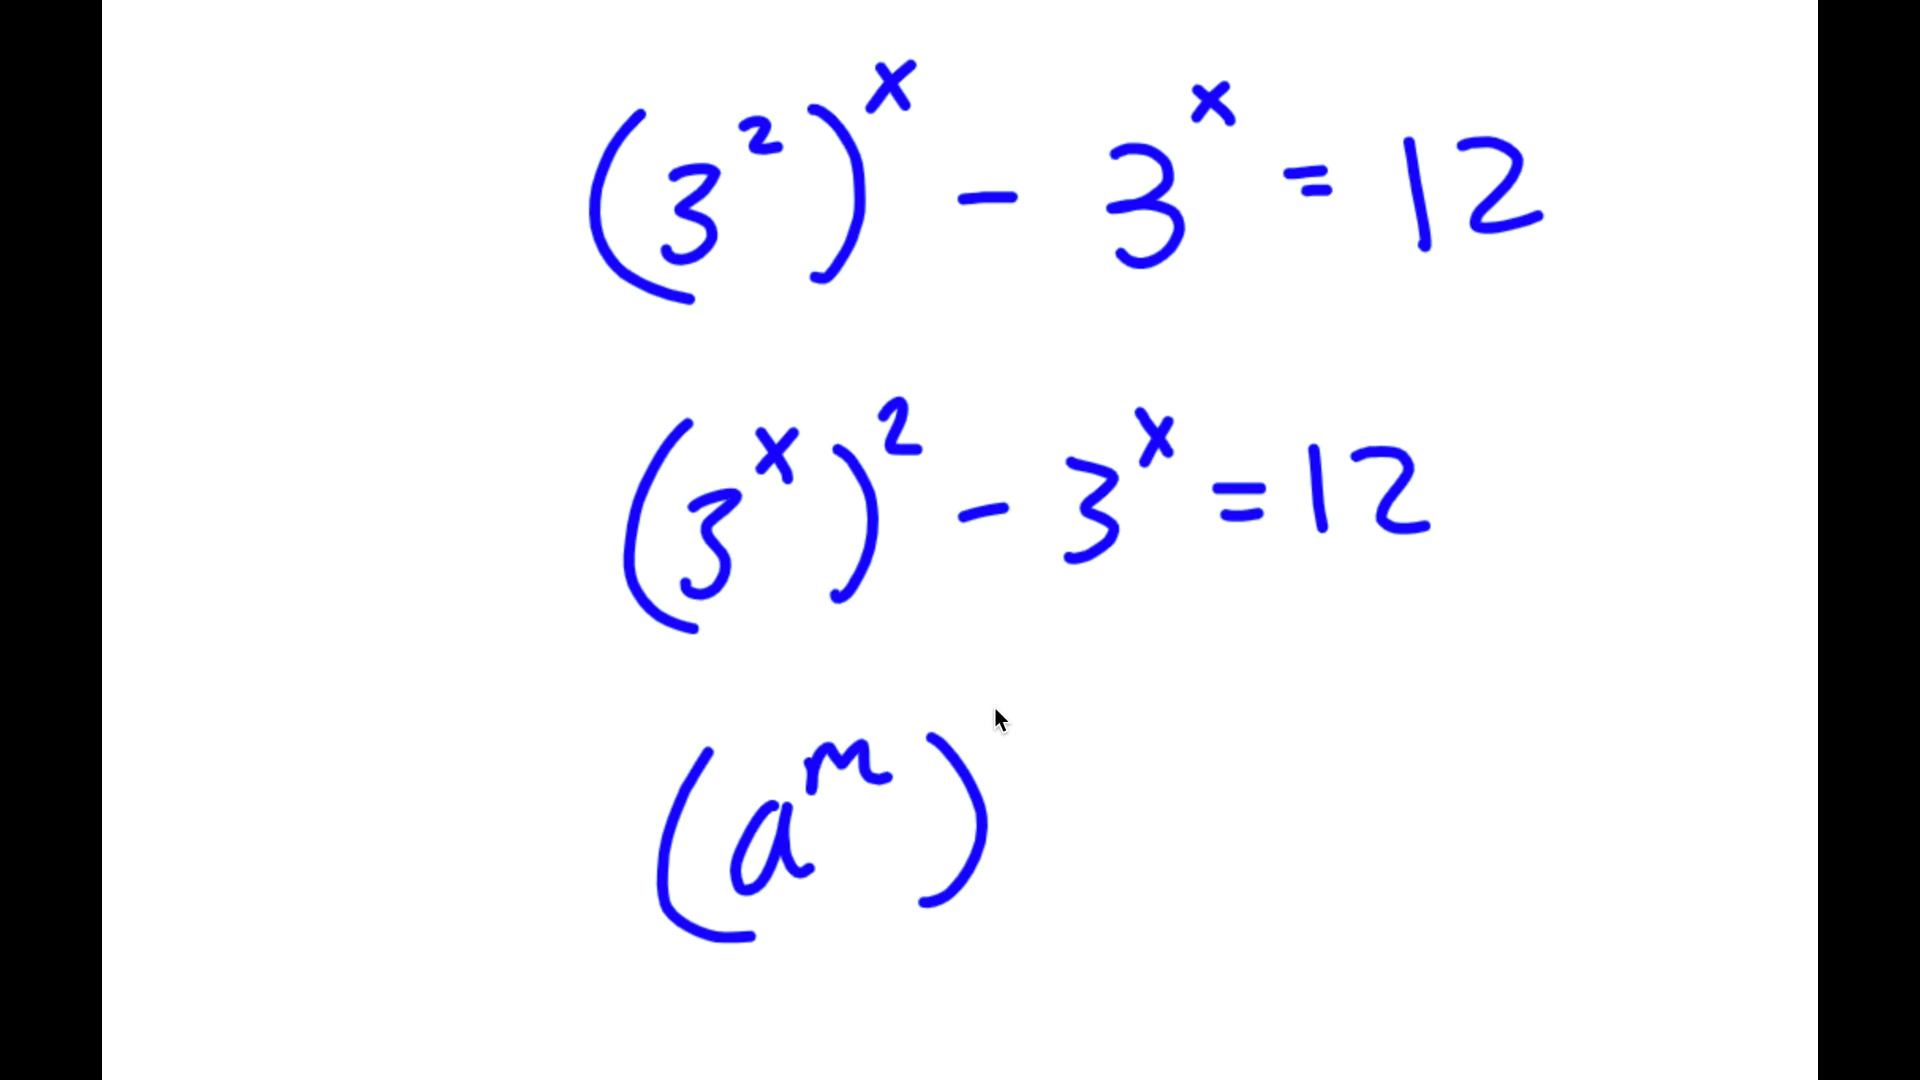 (3²)ˣ - 3ˣ = 12
(3ˣ)² - 3ˣ = 12
(aᵐ)